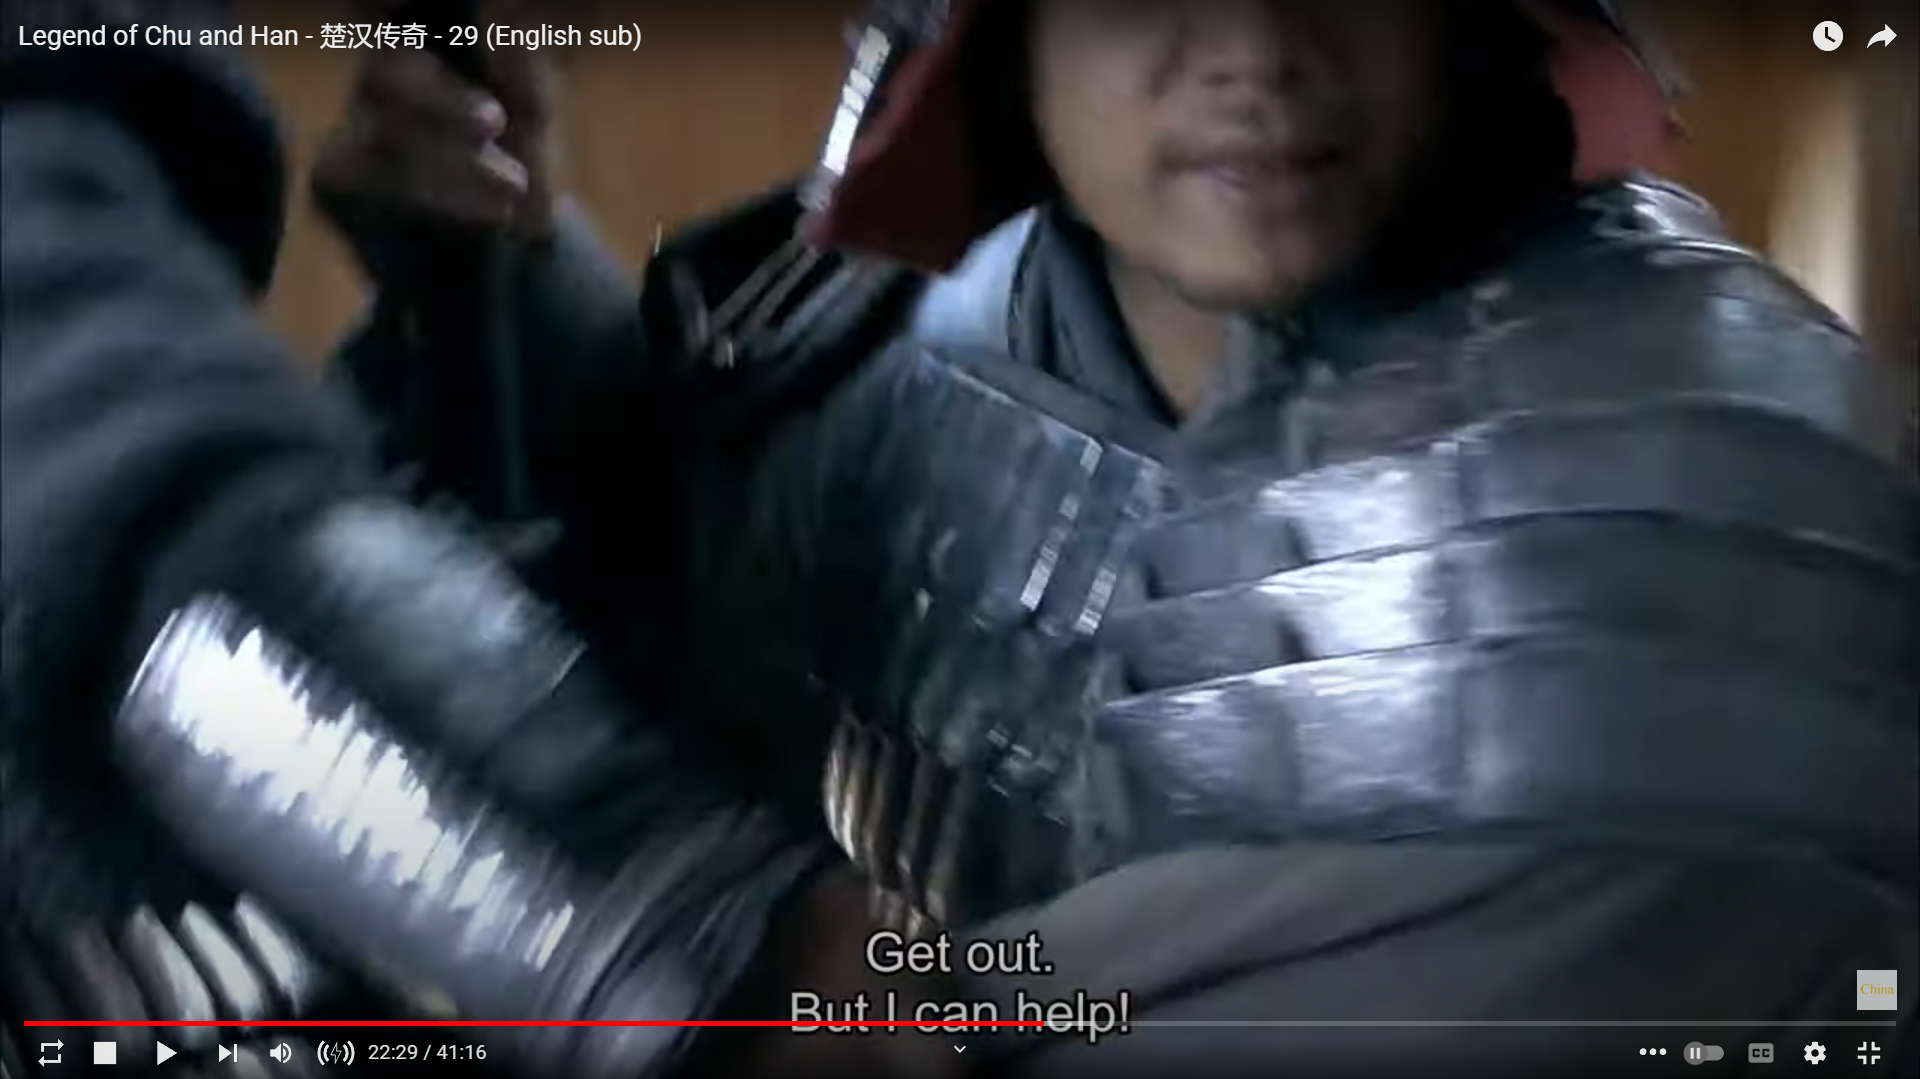 Legend of Chu and Han - 楚汉传奇 - 29 (English sub)
Get out.
But I can help!
China
22:29 / 41:16
CC